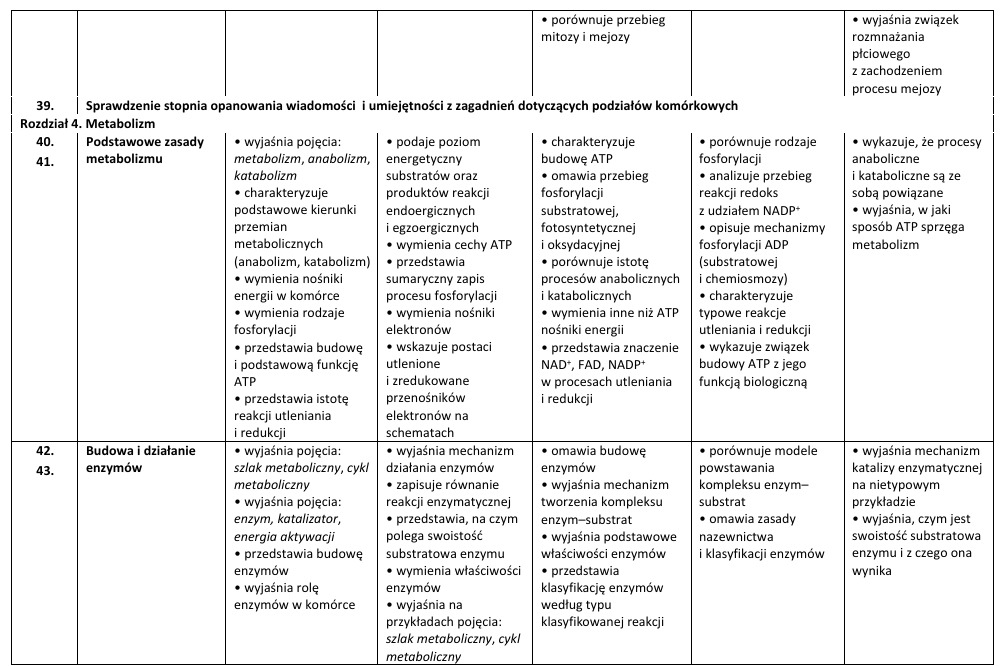 • porównuje przebieg
mitozy i mejozy
• wyjaśnia związek
rozmnażania
płciowego
z zachodzeniem
procesu mejozy
39. Sprawdzenie stopnia opanowania wiadomości i umiejętności z zagadnień dotyczących podziałów komórkowych
Rozdział 4. Metabolizm
40.
41.
Podstawowe zasady
metabolizmu
• wyjaśnia pojęcia:
metabolizm, anabolizm,
katabolizm
• charakteryzuje
podstawowe kierunki
przemian
metabolicznych
(anabolizm, katabolizm)
• wymienia nośniki
energii w komórce
• wymienia rodzaje
fosforylacji
• przedstawia budowę
i podstawową funkcję
ATP
• przedstawia istotę
reakcji utleniania
i redukcji
• podaje poziom
energetyczny
substratów oraz
produktów reakcji
endoergicznych
i egzoergicznych
• wymienia cechy ATP
• przedstawia
sumaryczny zapis
procesu fosforylacji
• wymienia nośniki
elektronów
• wskazuje postaci
utlenione
i zredukowane
przenośników
elektronów na
schematach
• charakteryzuje
budowę ATP
• omawia przebieg
fosforylacji
substratowej,
fotosyntetycznej
i oksydacyjnej
• porównuje istotę
procesów anabolicznych
i katabolicznych
• wymienia inne niż ATP
nośniki energii
• przedstawia znaczenie
NAD⁺, FAD, NADP⁺
w procesach utleniania
i redukcji
• porównuje rodzaje
fosforylacji
• analizuje przebieg
reakcji redoks
z udziałem NADP⁺
• opisuje mechanizmy
fosforylacji ADP
(substratowej
i chemiosmozy)
• charakteryzuje
typowe reakcje
utleniania i redukcji
• wykazuje związek
budowy ATP z jego
funkcją biologiczną
• wykazuje, że procesy
anaboliczne
i kataboliczne są ze
sobą powiązane
• wyjaśnia, w jaki
sposób ATP sprzęga
metabolizm
42.
43.
Budowa i działanie
enzymów
• wyjaśnia pojęcia:
szlak metaboliczny, cykl
metaboliczny
• wyjaśnia pojęcia:
enzym, katalizator,
energia aktywacji
• przedstawia budowę
enzymów
• wyjaśnia rolę
enzymów w komórce
• wyjaśnia mechanizm
działania enzymów
• zapisuje równanie
reakcji enzymatycznej
• przedstawia, na czym
polega swoistość
substratowa enzymu
• wymienia właściwości
enzymów
• wyjaśnia na
przykładach pojęcia:
szlak metaboliczny, cykl
metaboliczny
• omawia budowę
enzymów
• wyjaśnia mechanizm
tworzenia kompleksu
enzym–substrat
• wyjaśnia podstawowe
właściwości enzymów
• przedstawia
klasyfikację enzymów
według typu
klasyfikowanej reakcji
• porównuje modele
powstawania
kompleksu enzym–
substrat
• omawia zasady
nazewnictwa
i klasyfikacji enzymów
• wyjaśnia mechanizm
katalizy enzymatycznej
na nietypowym
przykładzie
• wyjaśnia, czym jest
swoistość substratowa
enzymu i z czego ona
wynika